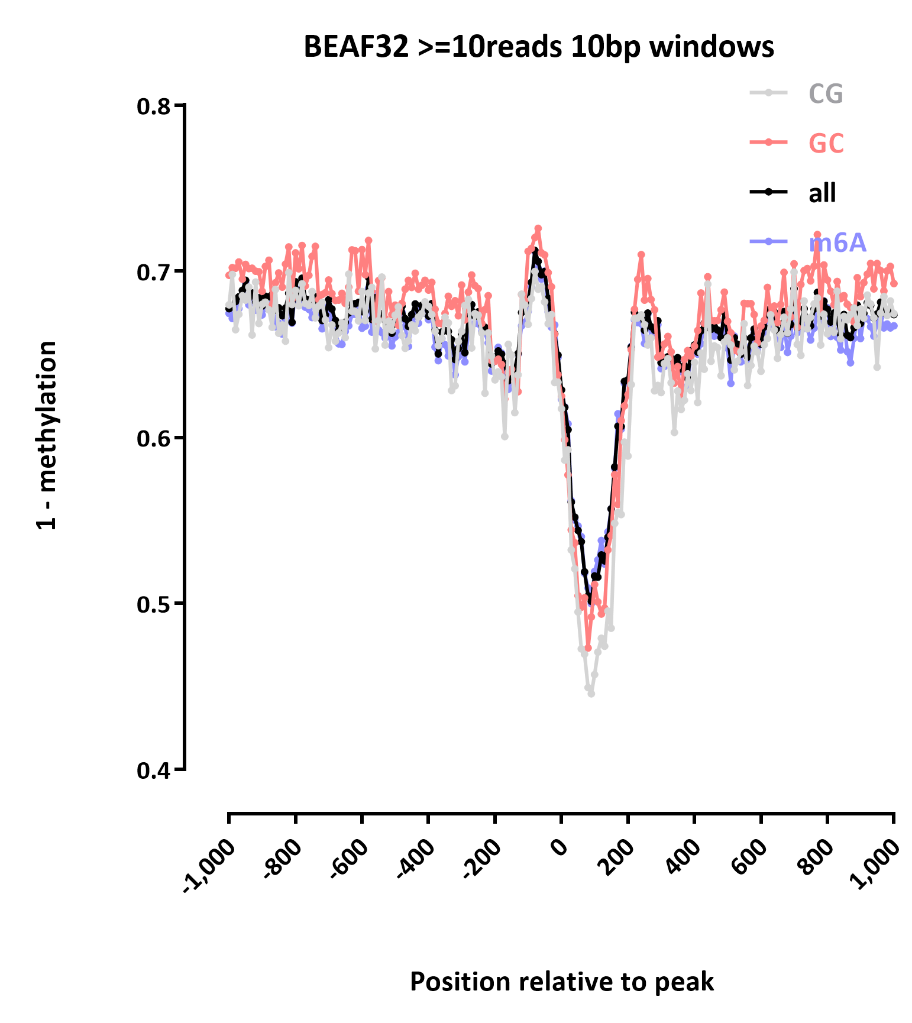 BEAF32 >=10reads 10bp windows
CG
GC
all
m6A
0.8
0.7
0.6
0.5
0.4
1 - methylation
-1,000 -800 -600 -400 -200 0 200 400 600 800 1,000
Position relative to peak